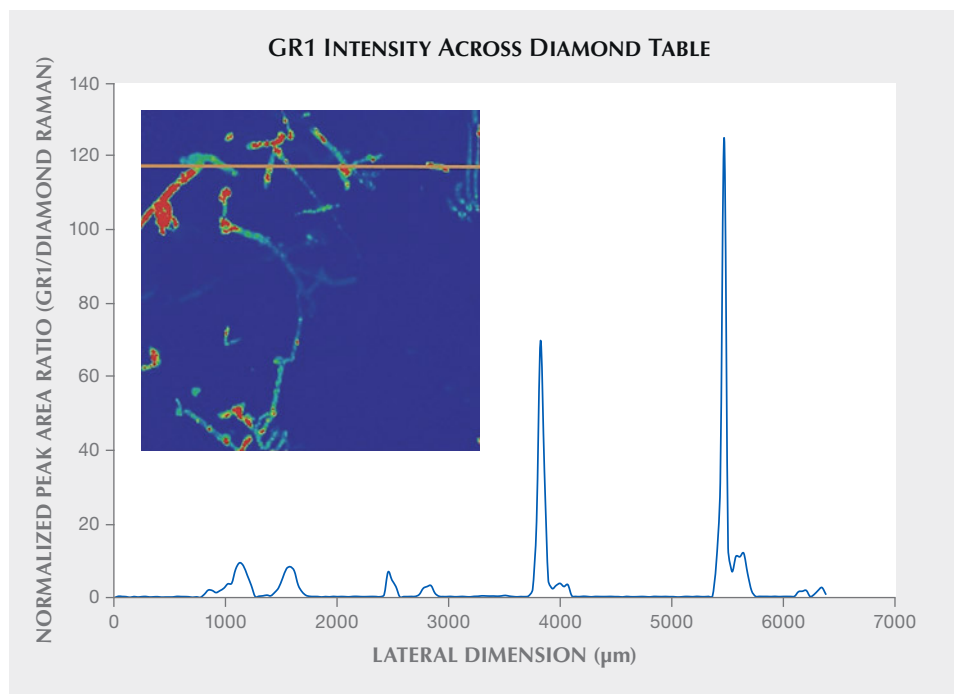 GR1 INTENSITY ACROSS DIAMOND TABLE
NORMALIZED PEAK AREA RATIO (GR1/DIAMOND RAMAN)
140
120
100
80
60
40
20
0
0 1000 2000 3000 4000 5000 6000 7000
LATERAL DIMENSION (µm)